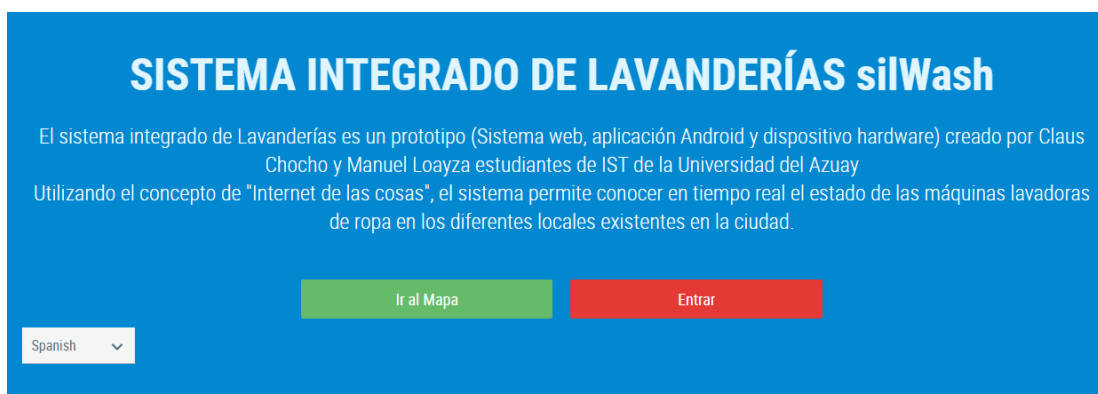 SISTEMA INTEGRADO DE LAVANDERÍAS silWash
El sistema integrado de Lavanderías es un prototipo (Sistema web, aplicación Android y dispositivo hardware) creado por Claus
Chocho y Manuel Loayza estudiantes de IST de la Universidad del Azuay
Utilizando el concepto de "Internet de las cosas", el sistema permite conocer en tiempo real el estado de las máquinas lavadoras
de ropa en los diferentes locales existentes en la ciudad.
Ir al Mapa
Entrar
Spanish